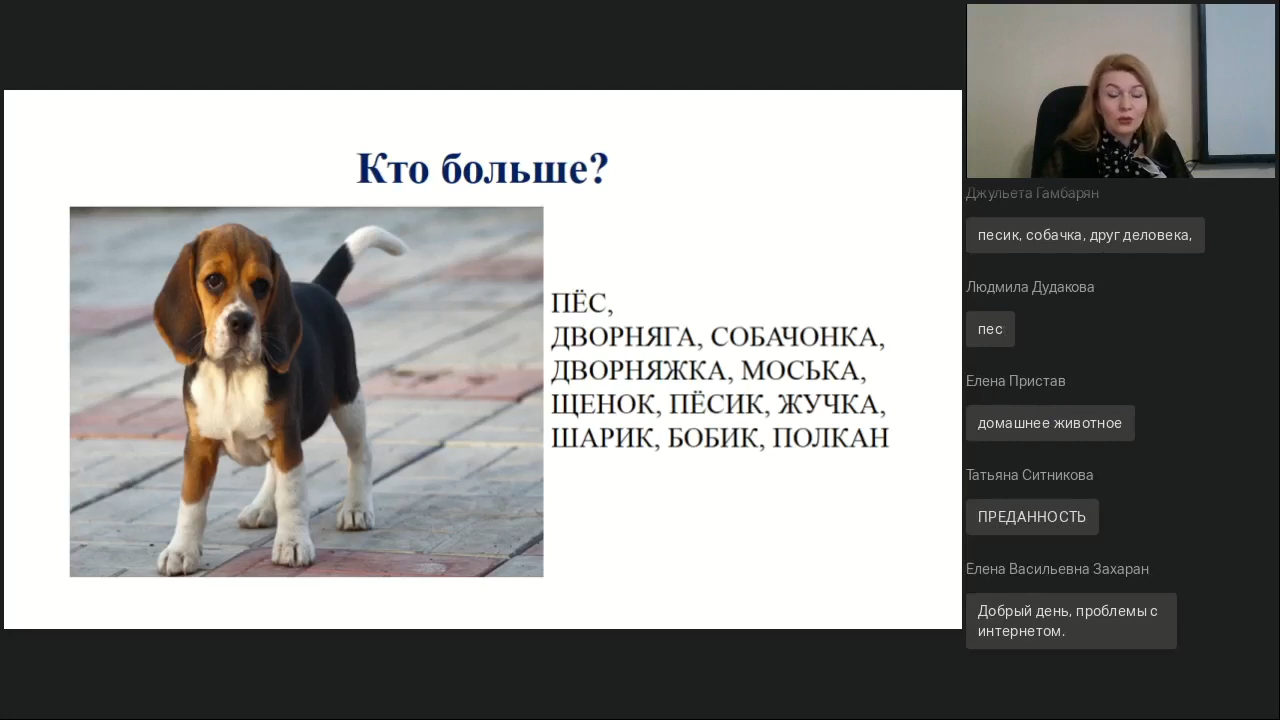 Кто больше?
ПЁС,
ДВОРНЯГА, СОБАЧОНКА,
ДВОРНЯЖКА, МОСЬКА,
ЩЕНОК, ПЁСИК, ЖУЧКА,
ШАРИК, БОБИК, ПОЛКАН
Джульета Гамбарян
песик, собачка, друг деловека,
Людмила Дудакова
пес
Елена Пристав
домашнее животное
Татьяна Ситникова
ПРЕДАННОСТЬ
Елена Васильевна Захаран
Добрый день, проблемы с
интернетом.